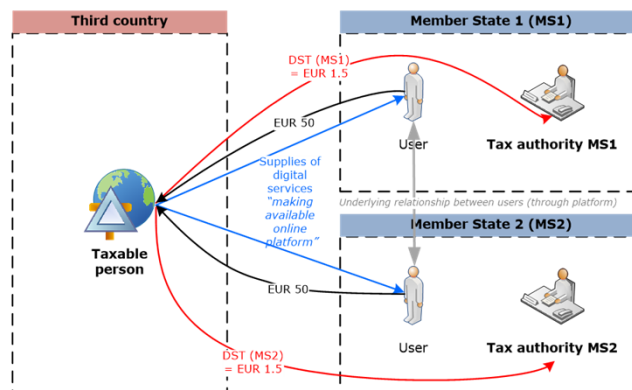 Third country
Member State 1 (MS1)
DST (MS1)
= EUR 1.5
EUR 50
User
Tax authority MS1
Supplies of
digital
services
"making
available
online
platform"
Underlying relationship between users (through platform)
Member State 2 (MS2)
Taxable
person
EUR 50
User
Tax authority MS2
DST (MS2)
= EUR 1.5